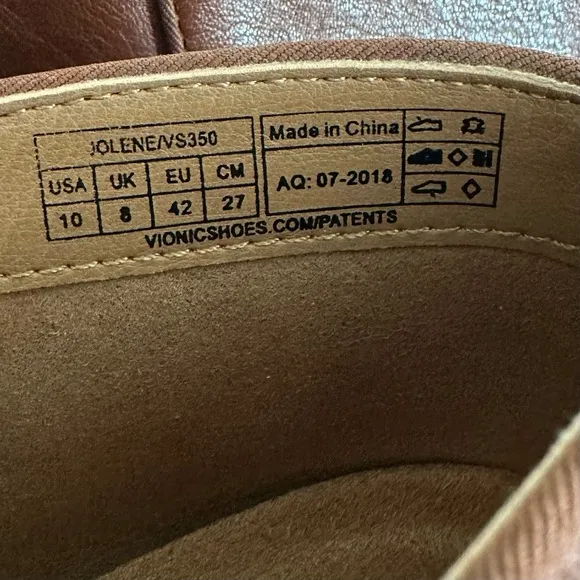 JOLENE/VS350
USA UK EU CM
10 8 42 27
Made in China
AQ: 07-2018
VIONICSHOES.COM/PATENTS